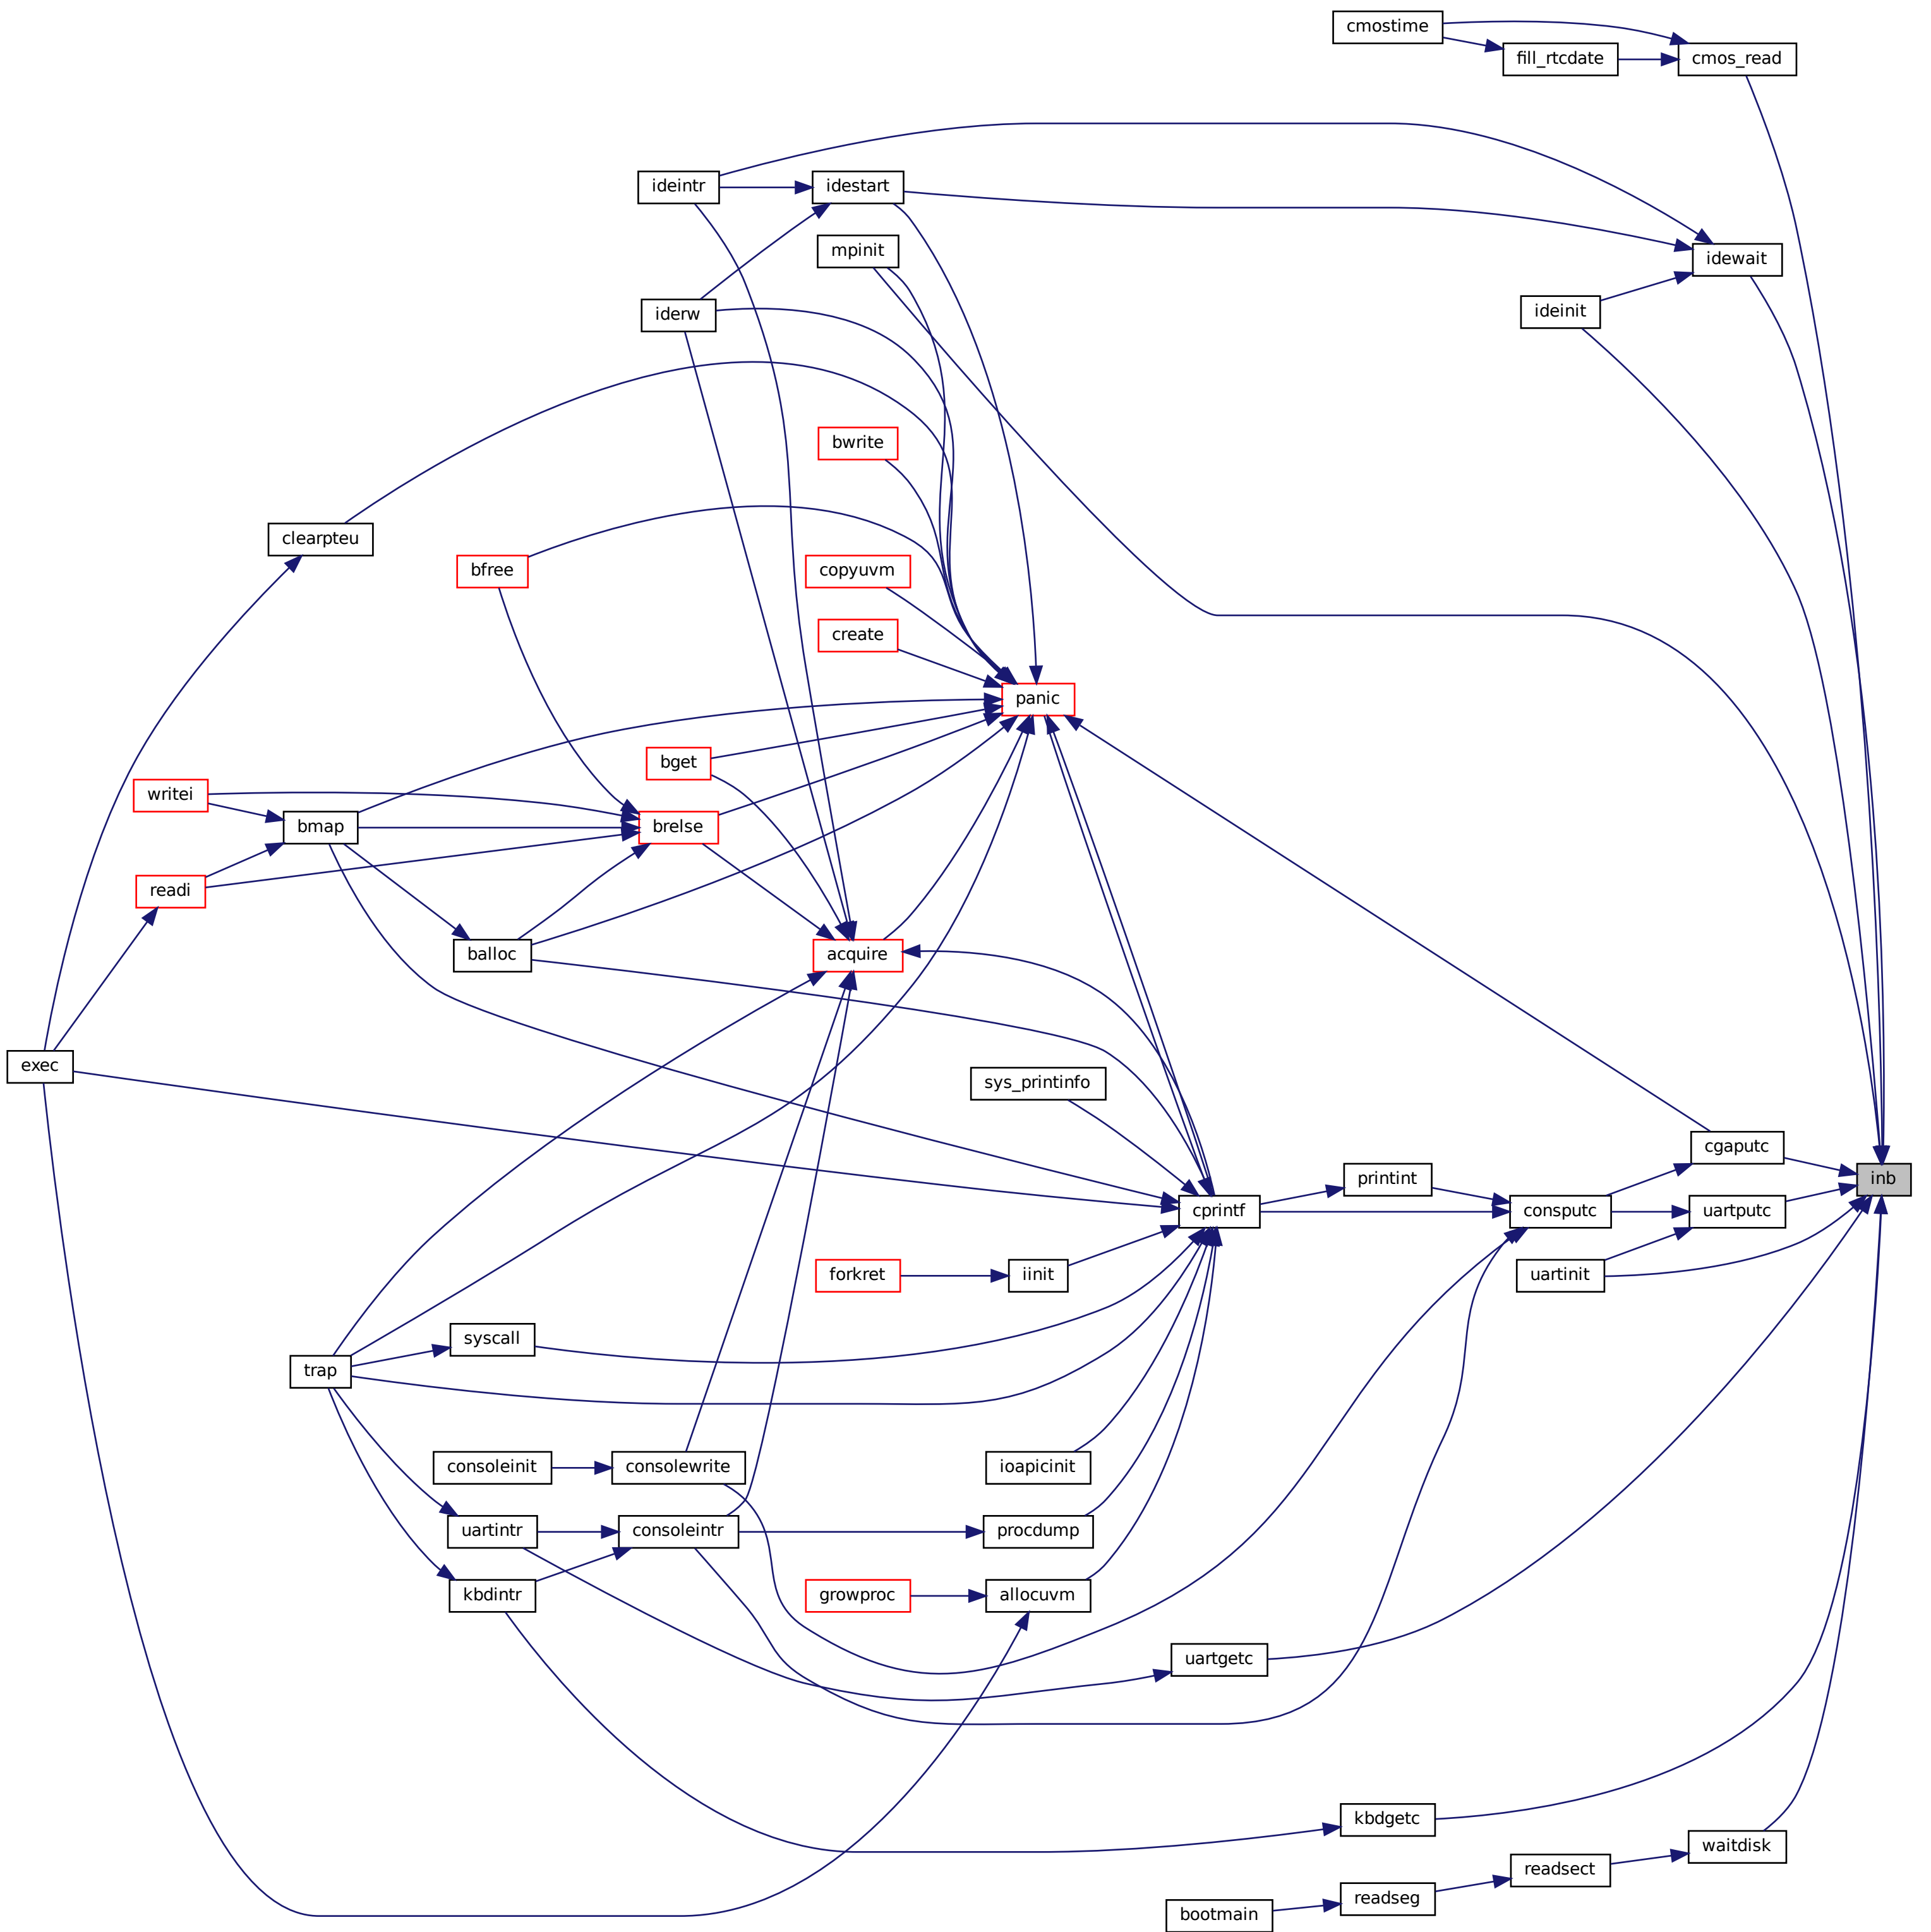 cmostime
fill_rtcdate
cmos_read
ideintr
idestart
mpinit
idewait
iderw
ideinit
bwrite
clearpteu
bfree
copyuvm
create
panic
bget
writei
bmap
brelse
readi
balloc
acquire
exec
sys_printinfo
cgaputc
inb
printint
cprintf
consputc
uartputc
forkret
iinit
uartinit
syscall
trap
consoleinit
consolewrite
ioapicinit
uartintr
consoleintr
procdump
kbdintr
growproc
allocuvm
uartgetc
kbdgetc
waitdisk
readsect
readseg
bootmain